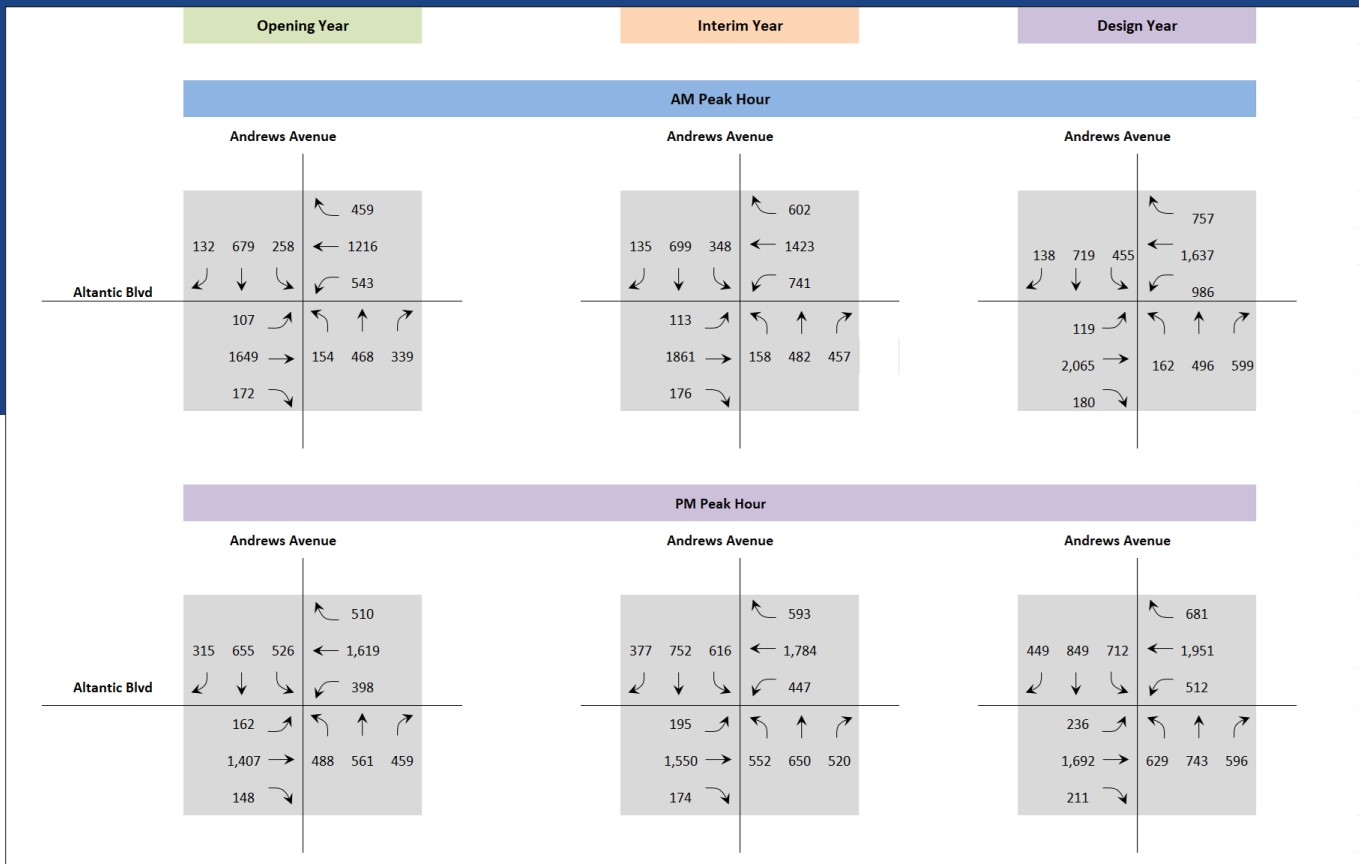 Opening Year Interim Year Design Year
AM Peak Hour
Andrews Avenue Andrews Avenue Andrews Avenue
459 602 757
132 679 258 1216 135 699 348 1423 138 719 455 1,637
Altantic Blvd 543 741 986
107 113 119
1649 154 468 339 1861 158 482 457 2,065 162 496 599
172 176 180
PM Peak Hour
Andrews Avenue Andrews Avenue Andrews Avenue
510 593 681
315 655 526 1,619 377 752 616 1,784 449 849 712 1,951
Altantic Blvd 398 447 512
162 195 236
1,407 488 561 459 1,550 552 650 520 1,692 629 743 596
148 174 211